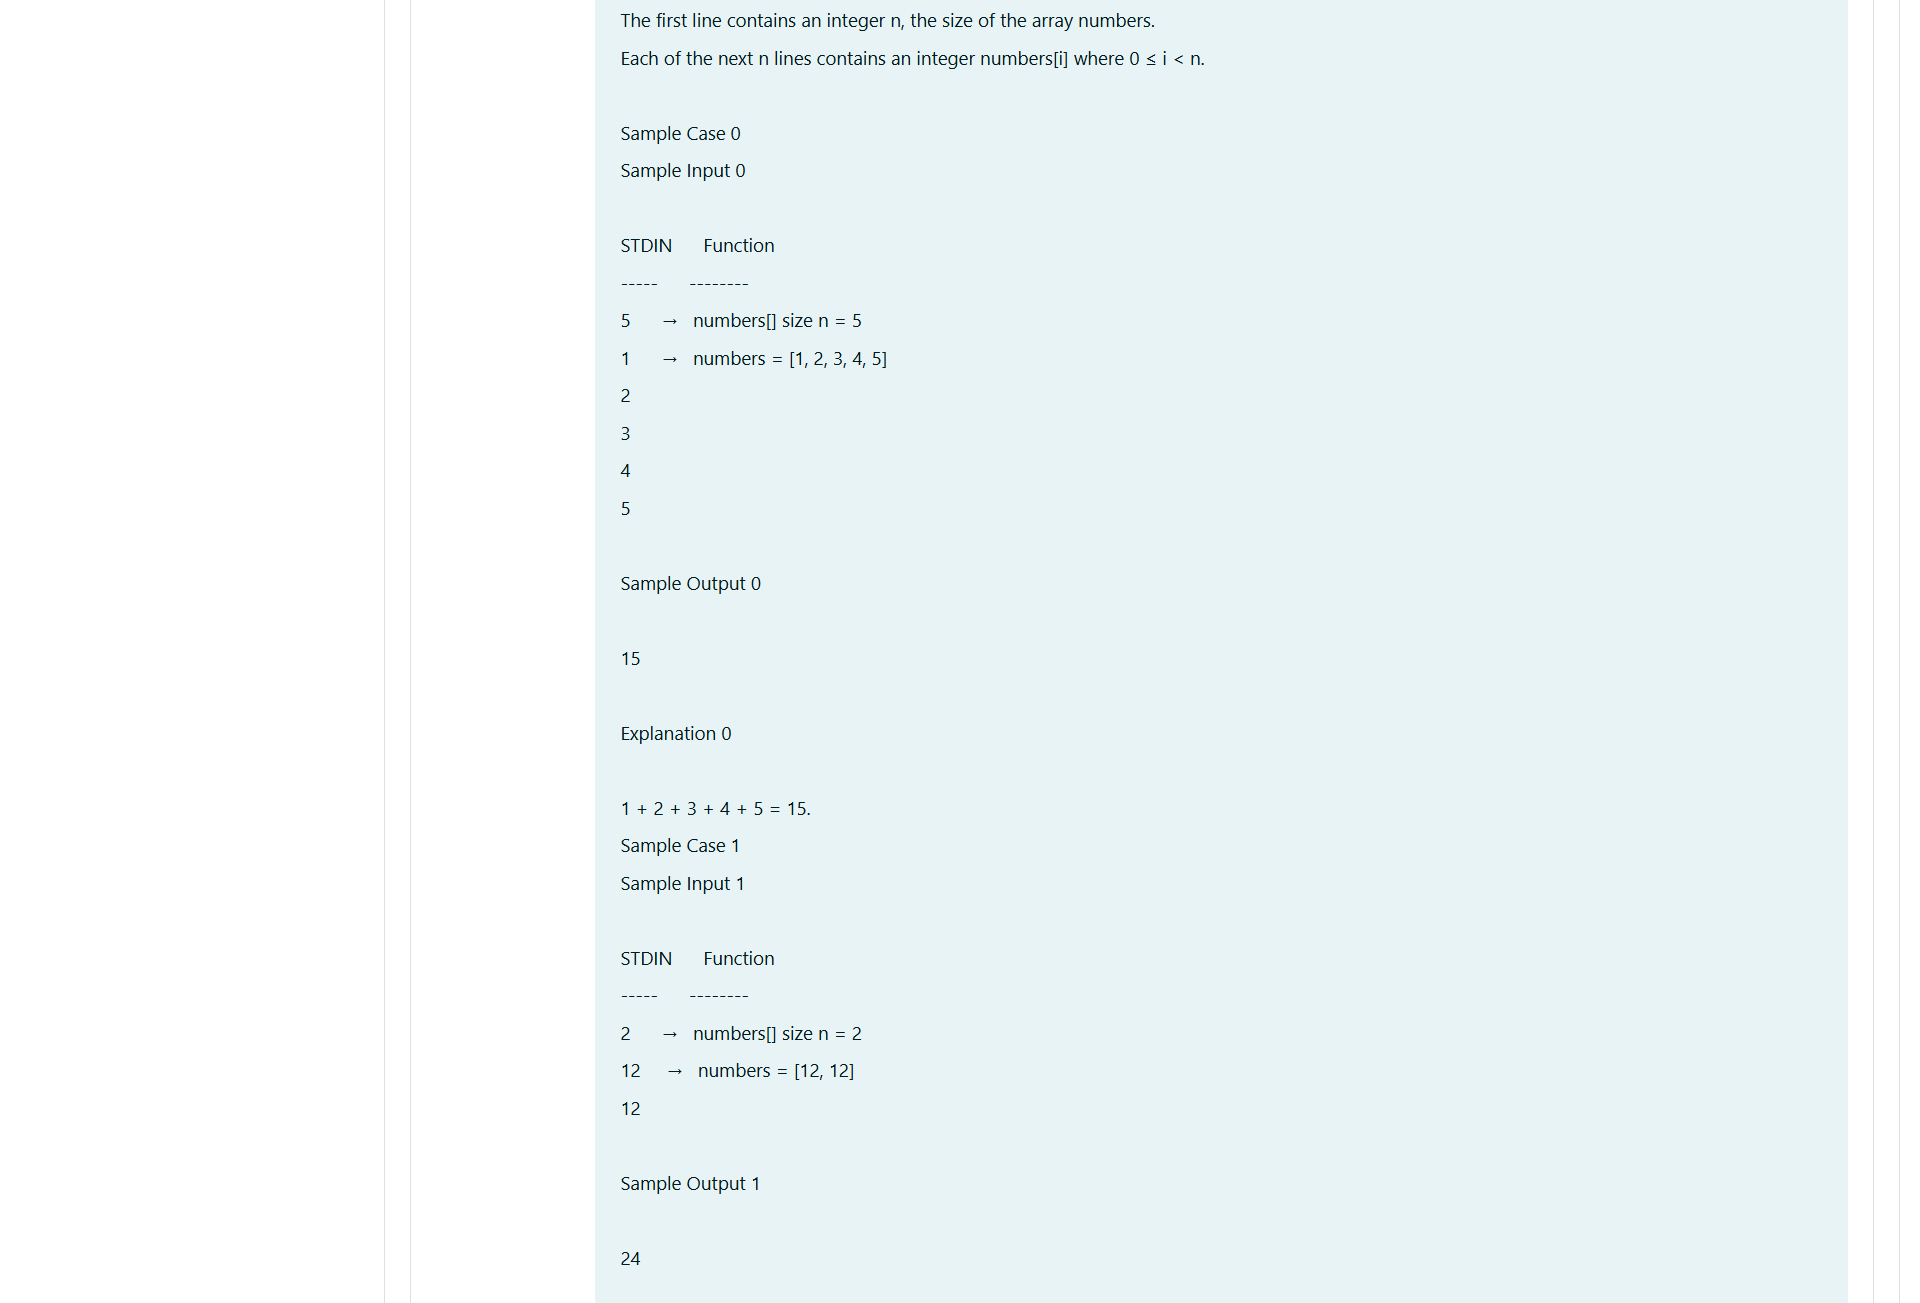 The first line contains an integer n, the size of the array numbers.
Each of the next n lines contains an integer numbers[i] where 0 ≤ i < n.
Sample Case 0
Sample Input 0
STDIN Function
----- --------
5 → numbers[] size n = 5
1 → numbers = [1, 2, 3, 4, 5]
2
3
4
5
Sample Output 0
15
Explanation 0
1 + 2 + 3 + 4 + 5 = 15.
Sample Case 1
Sample Input 1
STDIN Function
----- --------
2 → numbers[] size n = 2
12 → numbers = [12, 12]
12
Sample Output 1
24